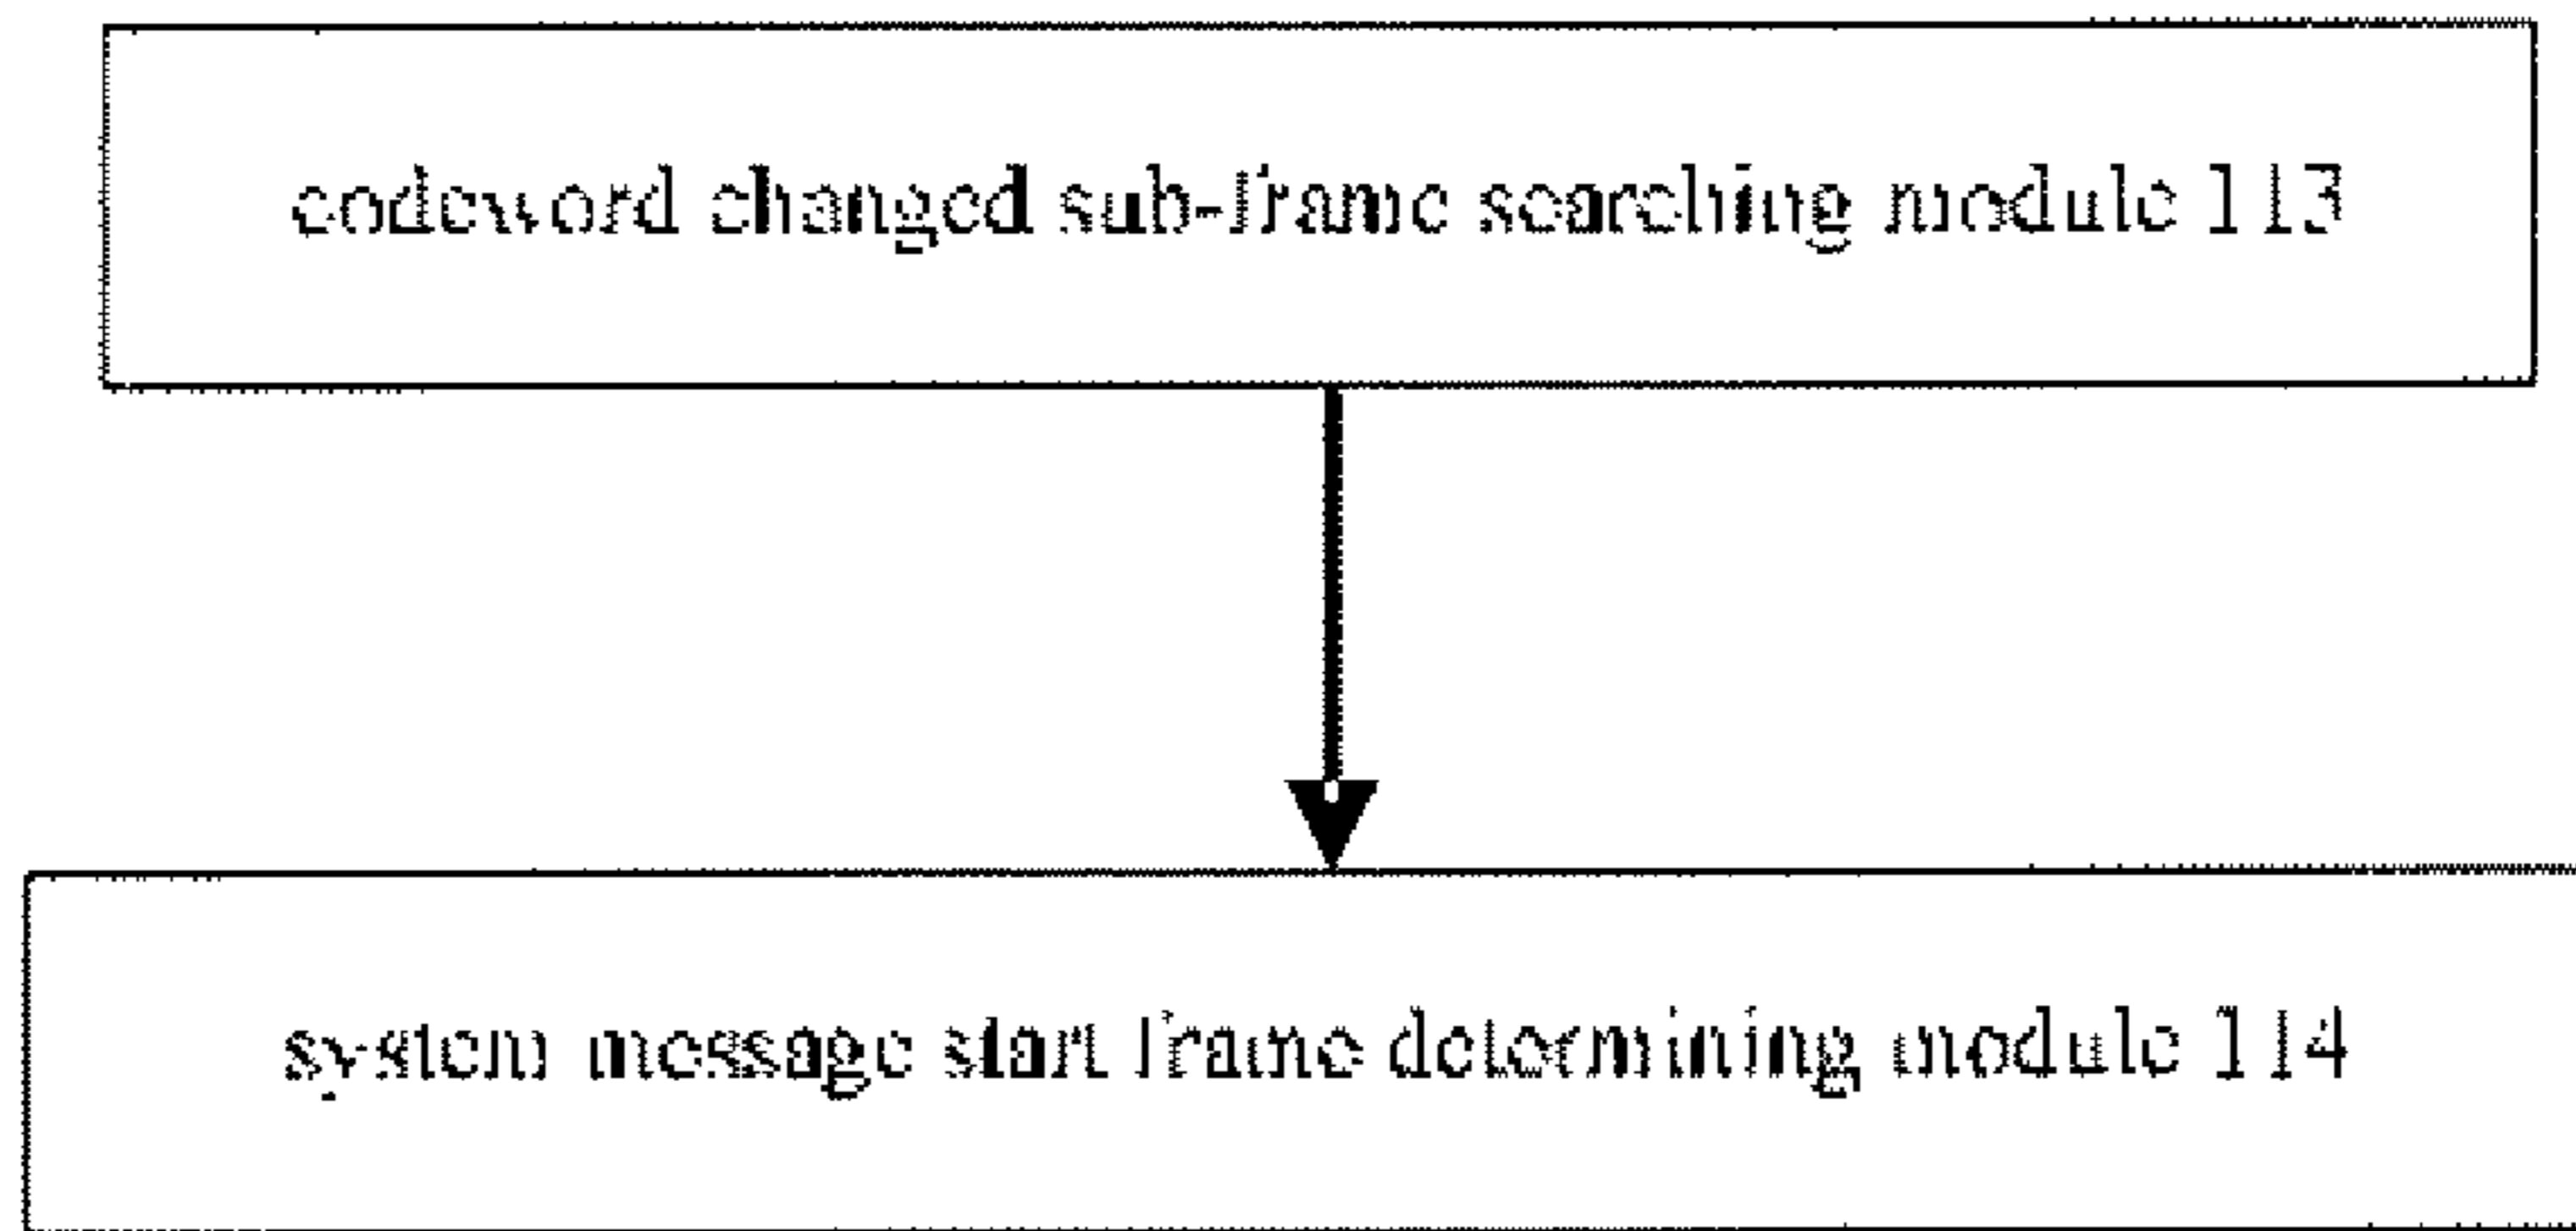 codeword changed sub-frame searching module 113
system message start frame determining module 114